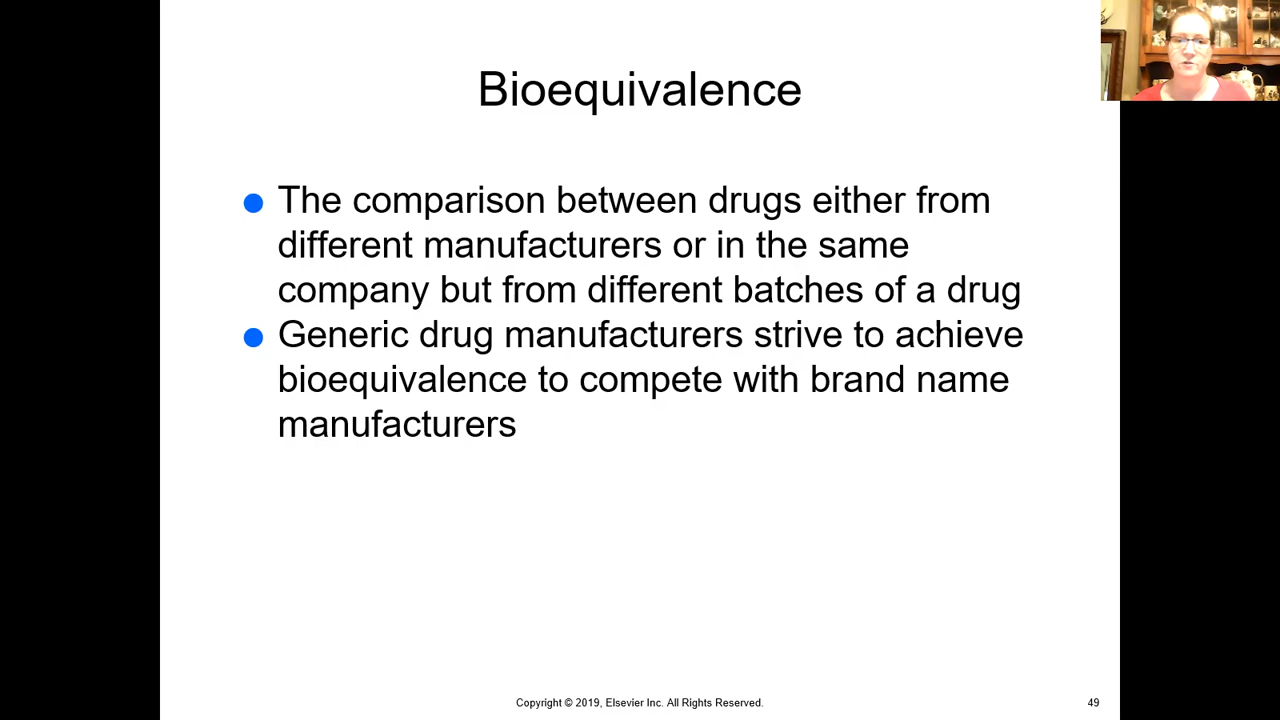 Bioequivalence
● The comparison between drugs either from
different manufacturers or in the same
company but from different batches of a drug
● Generic drug manufacturers strive to achieve
bioequivalence to compete with brand name
manufacturers
Copyright © 2019, Elsevier Inc. All Rights Reserved.
49